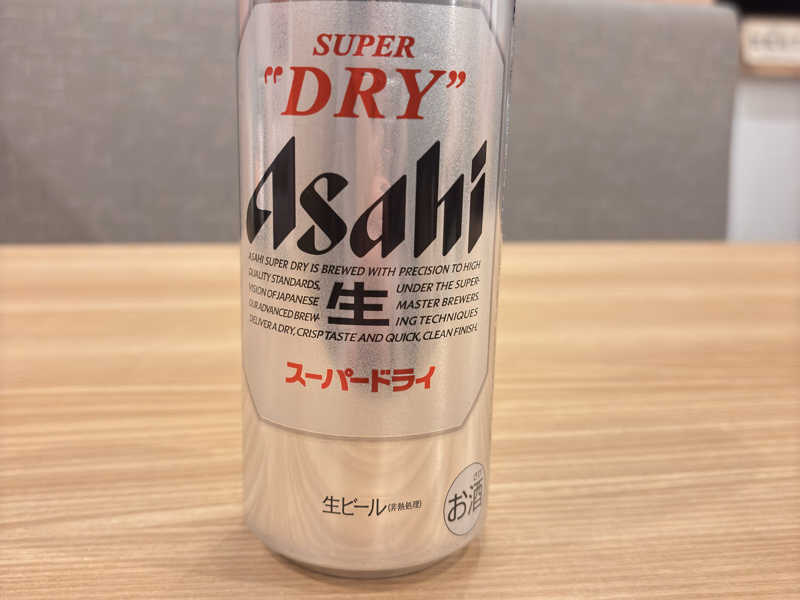 SUPER
"DRY"
Asahi
ASAHI SUPER DRY IS BREWED WITH PRECISION TO HIGH
QUALITY STANDARDS, UNDER THE SUPER-
VISION OF JAPANESE MASTER BREWERS.
OUR ADVANCED BREW- ING TECHNIQUES
DELIVER A DRY, CRISP TASTE AND QUICK, CLEAN FINISH.
生
スーパードライ
生ビール(非熱処理)
お酒